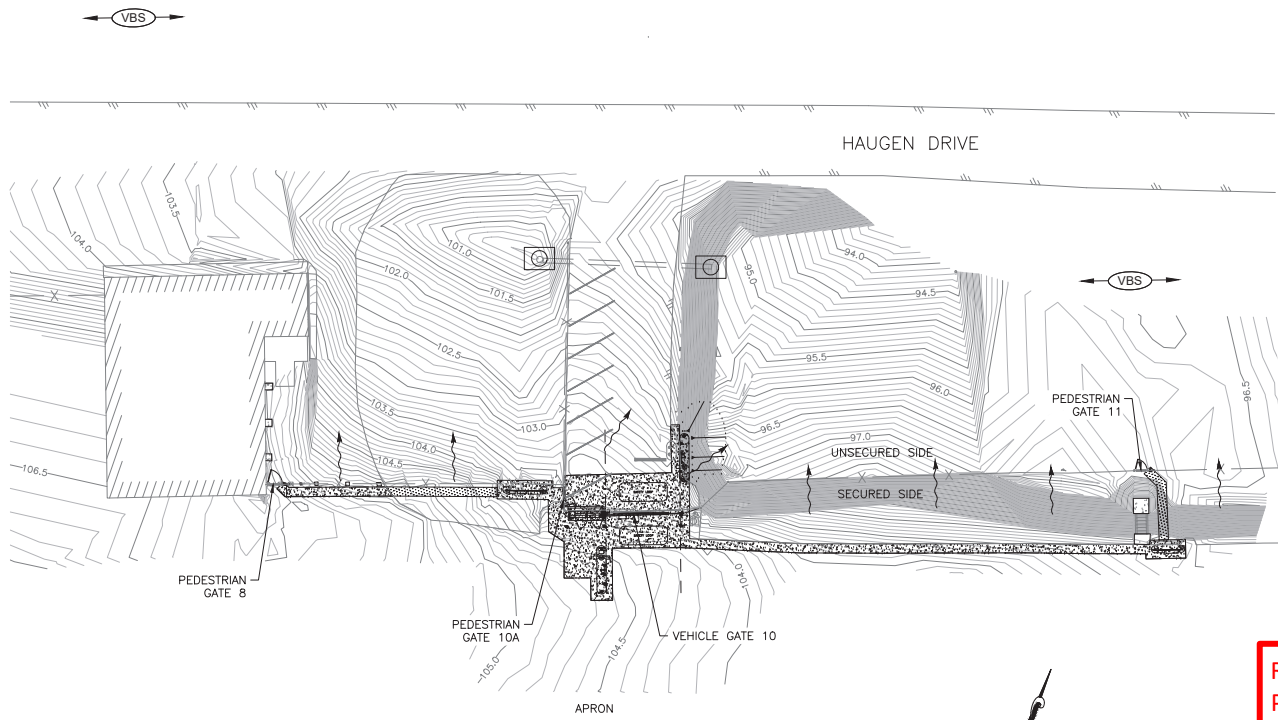 VBS
HAUGEN DRIVE
103.5
104.0
101.0
102.0
101.5
94.0
95.0
94.5
VBS
102.5
95.5
96.0
96.5
103.5
103.0
104.0
104.5
96.5
97.0
PEDESTRIAN
GATE 11
UNSECURED SIDE
SECURED SIDE
106.5
X
X
X
X
X
PEDESTRIAN
GATE 8
PEDESTRIAN
GATE 10A
VEHICLE GATE 10
104.0
104.5
105.0
APRON